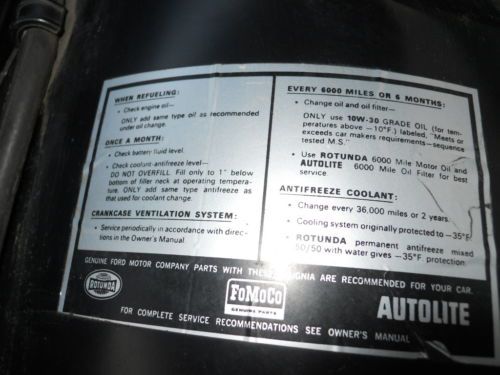 WHEN REFUELING:
• Check engine oil—
ONLY add same type oil as recommended
under oil change.
ONCE A MONTH:
• Check battery fluid level.
• Check coolant-antifreeze level—
DO NOT OVERFILL. Fill only to 1" below
bottom of filler neck at operating tempera-
ture. ONLY add same type antifreeze as
that used for coolant change.
CRANKCASE VENTILATION SYSTEM:
• Service periodically in accordance with direc-
tions in the Owner's Manual.
EVERY 6000 MILES OR 6 MONTHS:
• Change oil and oil filter—
ONLY use 10W-30 GRADE OIL (for tem-
peratures above -10°F.) labeled, "Meets or
exceeds car makers requirements—sequence
tested M.S."
• Use ROTUNDA 6000 Mile Motor Oil and
AUTOLITE 6000 Mile Oil Filter for best
service
ANTIFREEZE COOLANT:
• Change every 36,000 miles or 2 years.
• Cooling system originally protected to -35°F.
• ROTUNDA permanent antifreeze mixed
50/50 with water gives -35°F protection.
GENUINE FORD MOTOR COMPANY PARTS WITH THESE INSIGNIA ARE RECOMMENDED FOR YOUR CAR.
ROTUNDA
FoMoCo
GENUINE PARTS
AUTOLITE
FOR COMPLETE SERVICE RECOMMENDATIONS SEE OWNER'S MANUAL